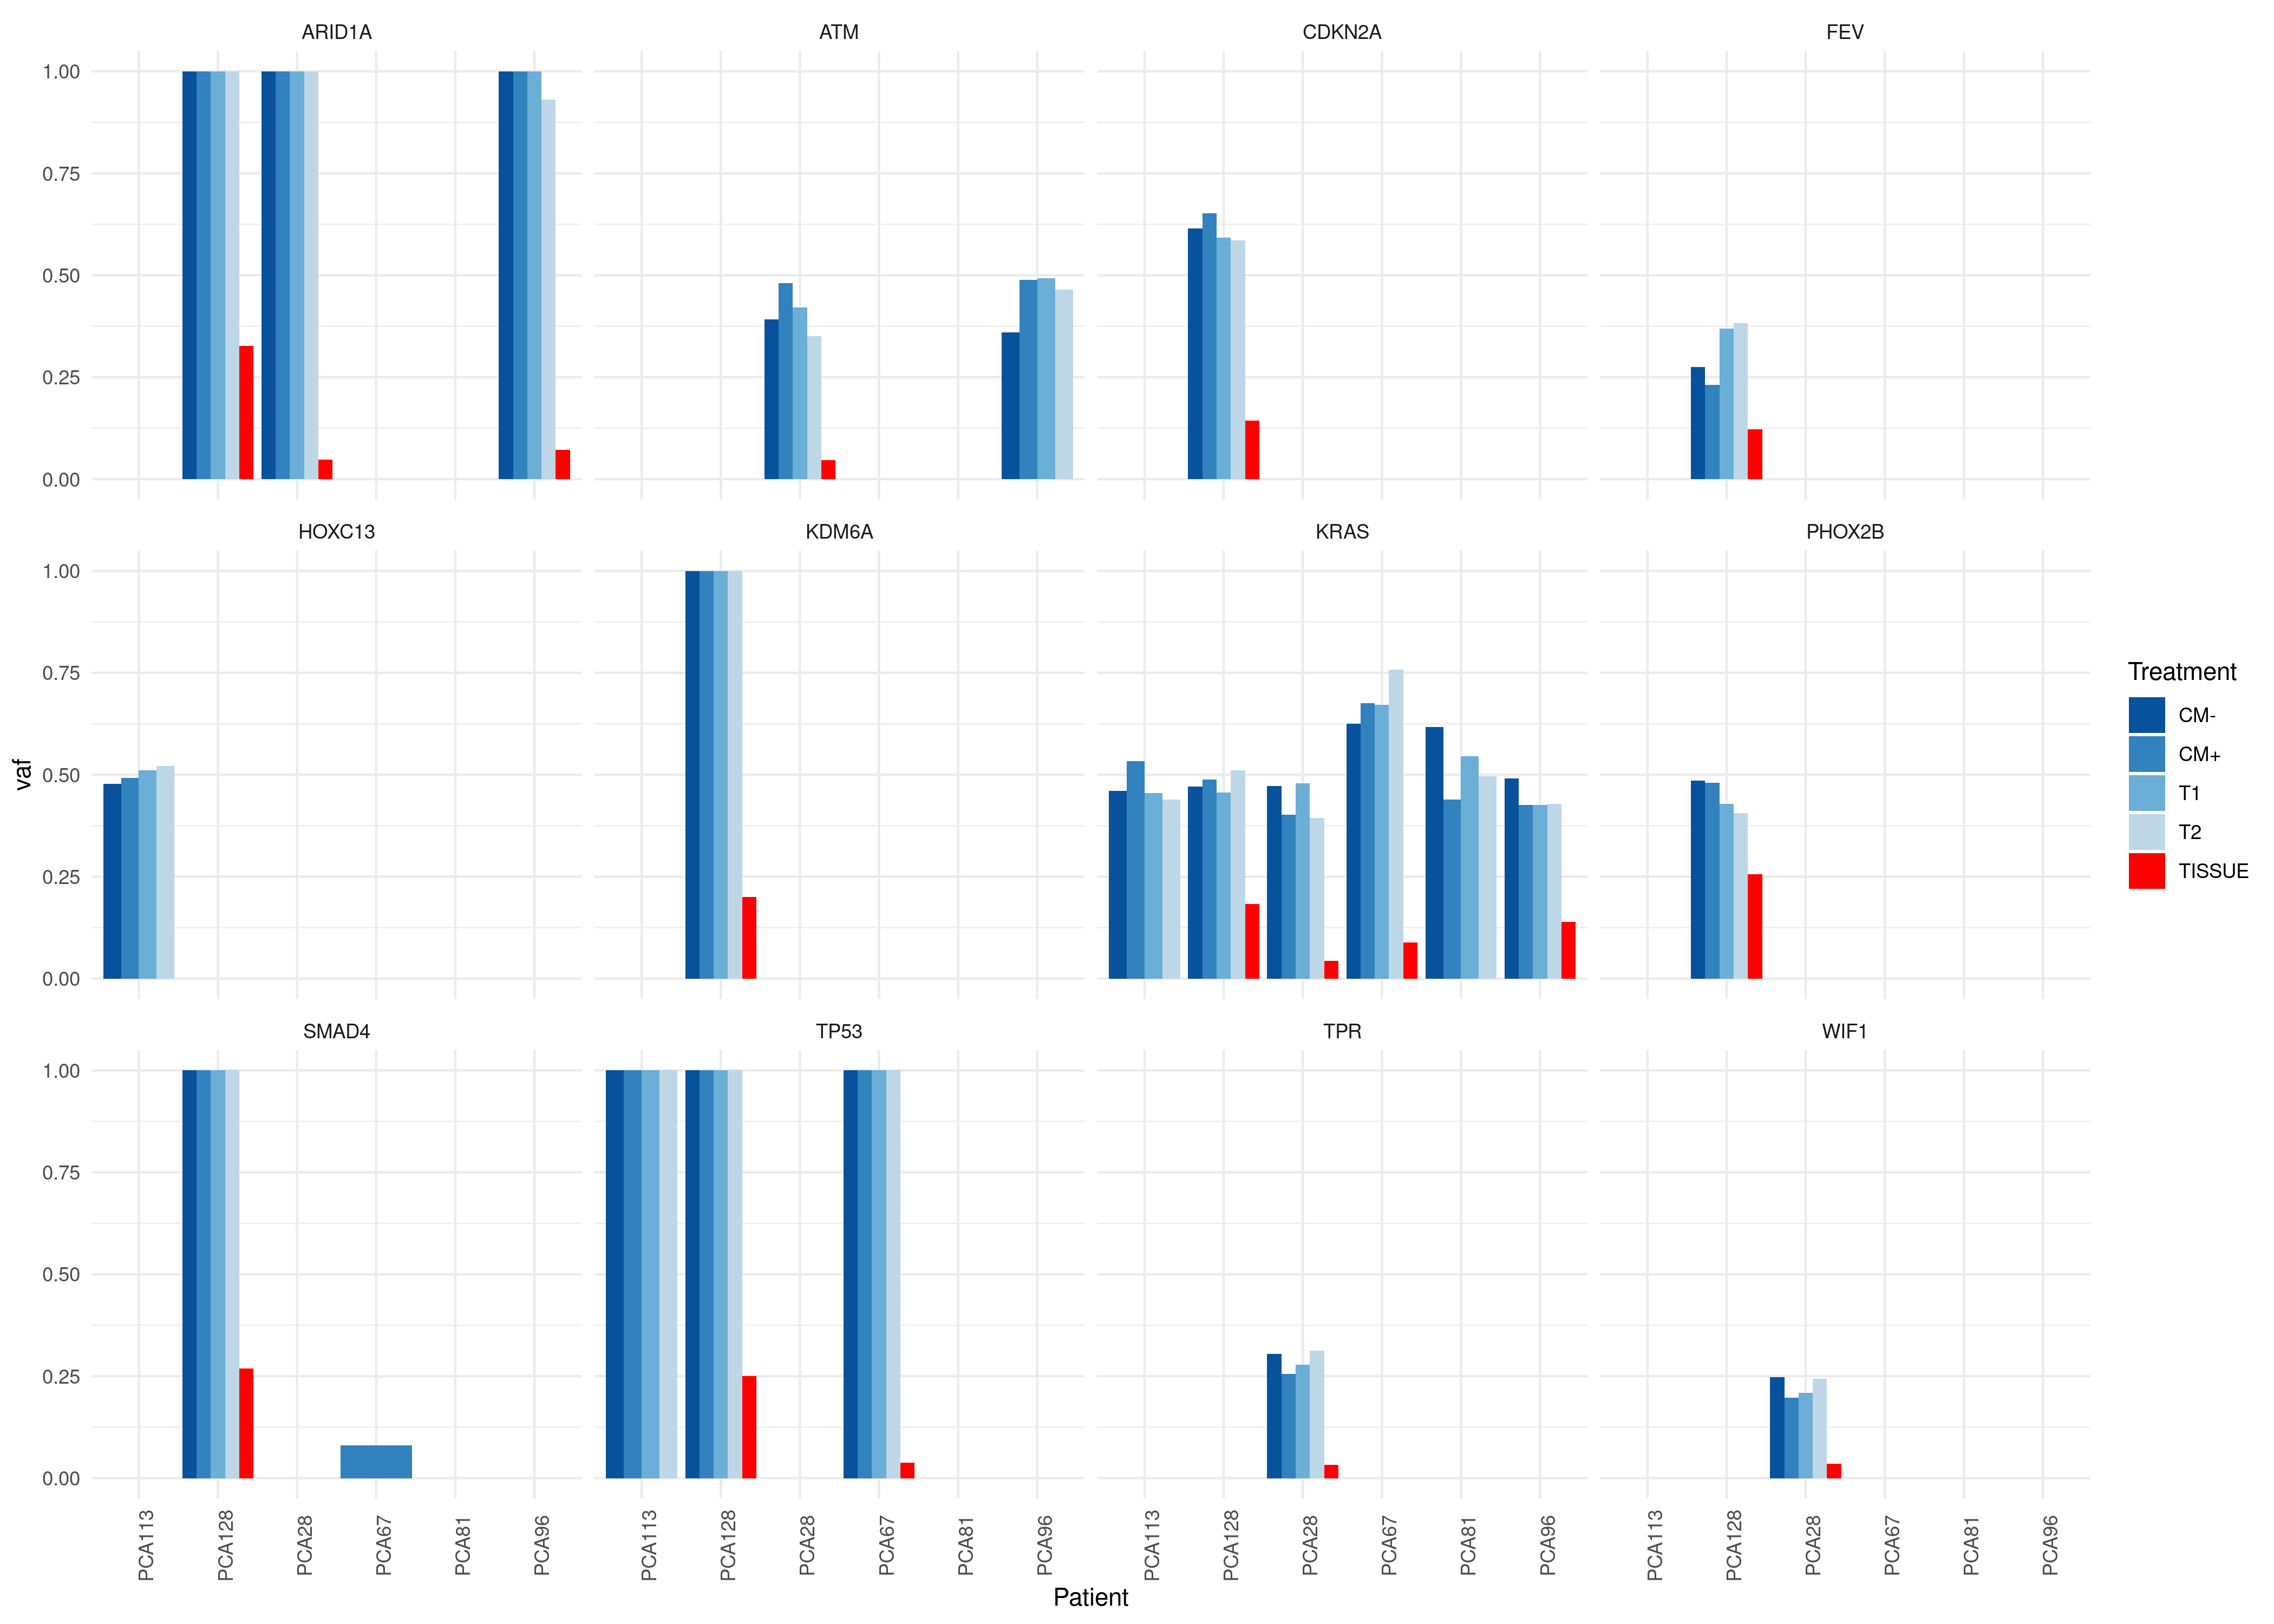 ARID1A ATM CDKN2A FEV
1.00
0.75
0.50
0.25
0.00
HOXC13 KDM6A KRAS PHOX2B
1.00
0.75
0.50
0.25
0.00
vaf
SMAD4 TP53 TPR WIF1
1.00
0.75
0.50
0.25
0.00
PCA113 PCA128 PCA28 PCA67 PCA81 PCA96 PCA113 PCA128 PCA28 PCA67 PCA81 PCA96 PCA113 PCA128 PCA28 PCA67 PCA81 PCA96 PCA113 PCA128 PCA28 PCA67 PCA81 PCA96
Patient
Treatment
CM-
CM+
T1
T2
TISSUE